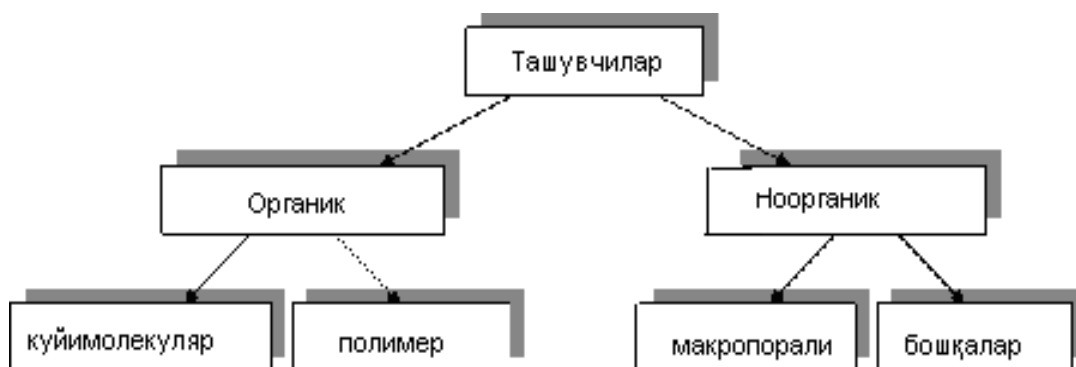 Ташувчилар
Органик
Ноорганик
куйимолекуляр
полимер
макропорали
бошқалар